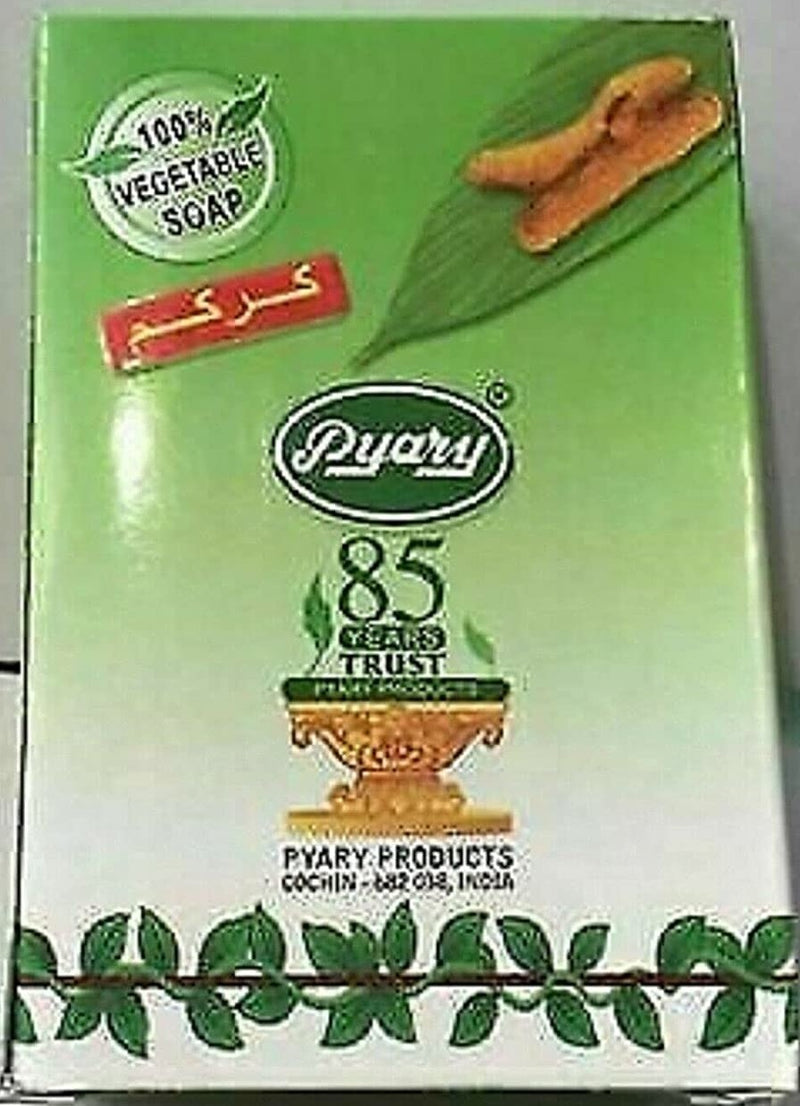 100%
VEGETABLE
SOAP
كركم
Pyary
85
YEARS
TRUST
PYARY PRODUCTS
PYARY PRODUCTS
COCHIN - 682 038, INDIA